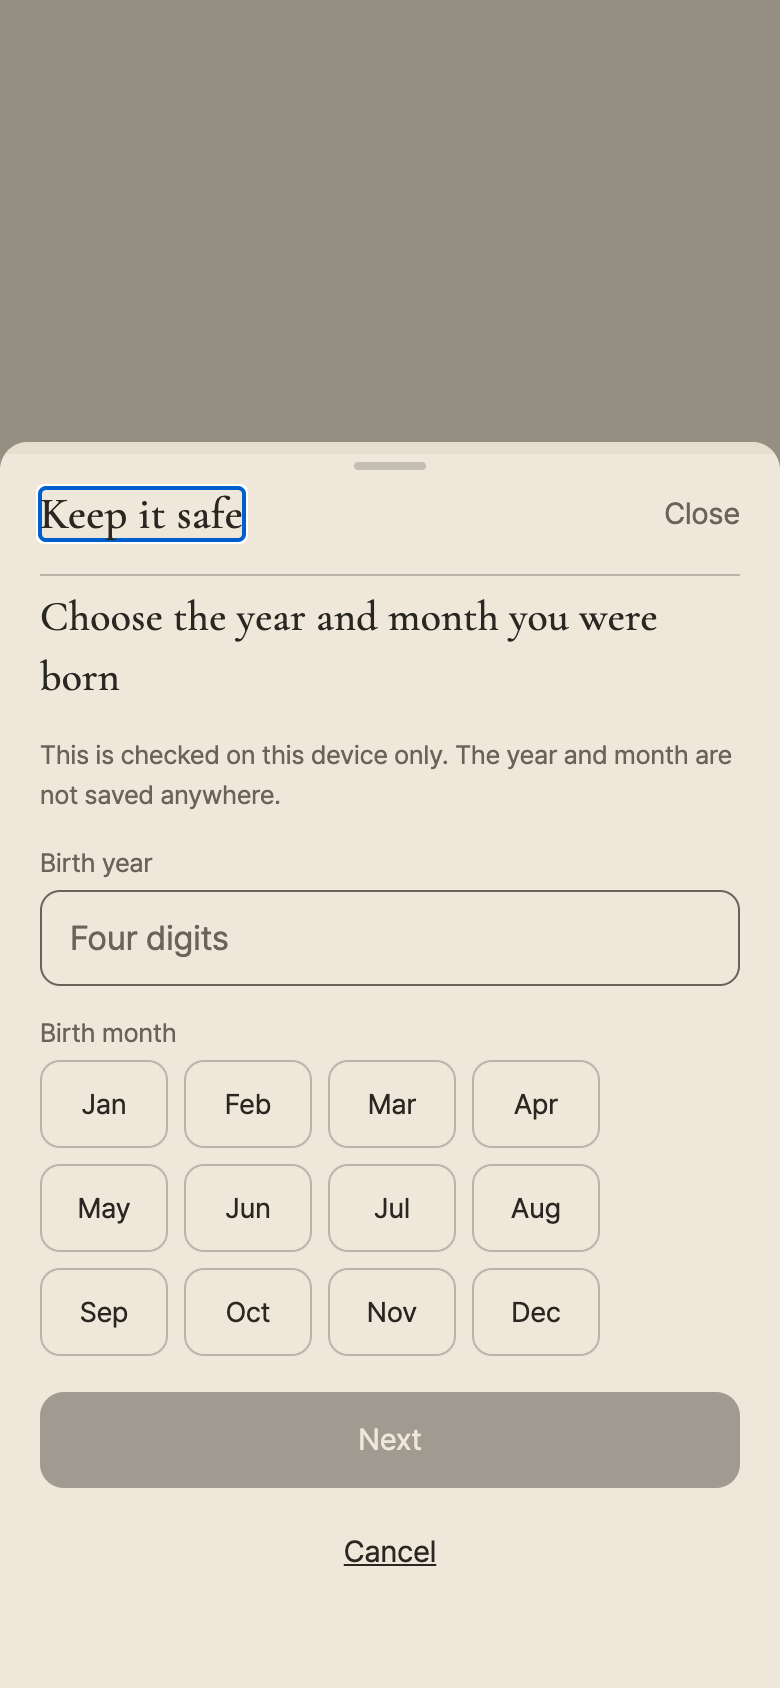 Keep it safe
Close
Choose the year and month you were
born
This is checked on this device only. The year and month are
not saved anywhere.
Birth year
Four digits
Birth month
Jan
Feb
Mar
Apr
May
Jun
Jul
Aug
Sep
Oct
Nov
Dec
Next
Cancel